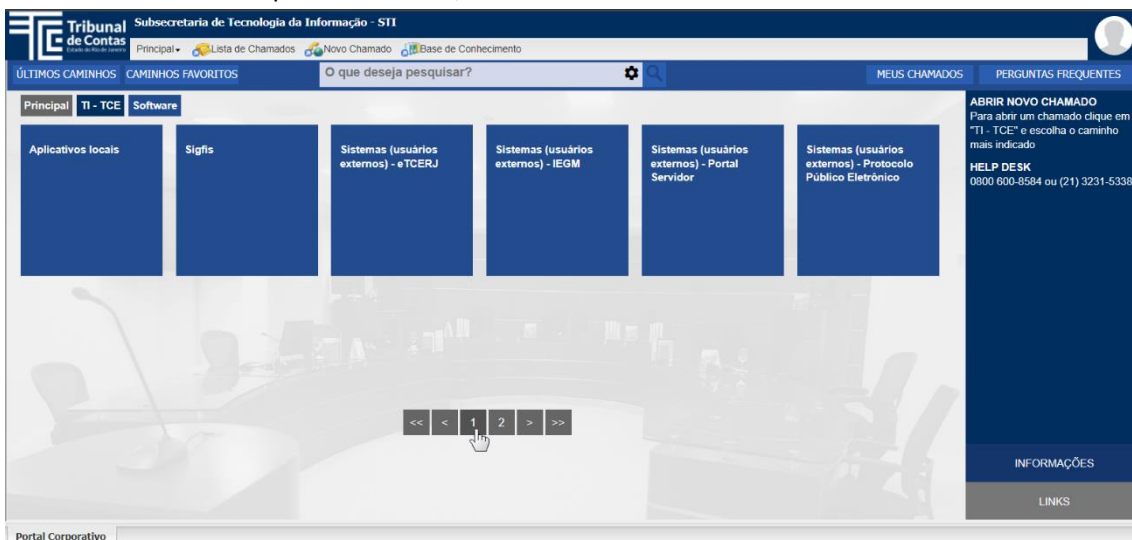 Tribunal
de Contas
Estado do Rio de Janeiro
Subsecretaria de Tecnologia da Informação - STI
Principal Lista de Chamados Novo Chamado Base de Conhecimento
ÚLTIMOS CAMINHOS CAMINHOS FAVORITOS O que deseja pesquisar? MEUS CHAMADOS PERGUNTAS FREQUENTES
Principal TI - TCE Software
Aplicativos locais
Sigfis
Sistemas (usuários
externos) - eTCERJ
Sistemas (usuários
externos) - IEGM
Sistemas (usuários
externos) - Portal
Servidor
Sistemas (usuários
externos) - Protocolo
Público Eletrônico
<< < 1 2 > >>
ABRIR NOVO CHAMADO
Para abrir um chamado clique em
"TI - TCE" e escolha o caminho
mais indicado
HELP DESK
0800 600-8584 ou (21) 3231-5338
INFORMAÇÕES
LINKS
Portal Corporativo